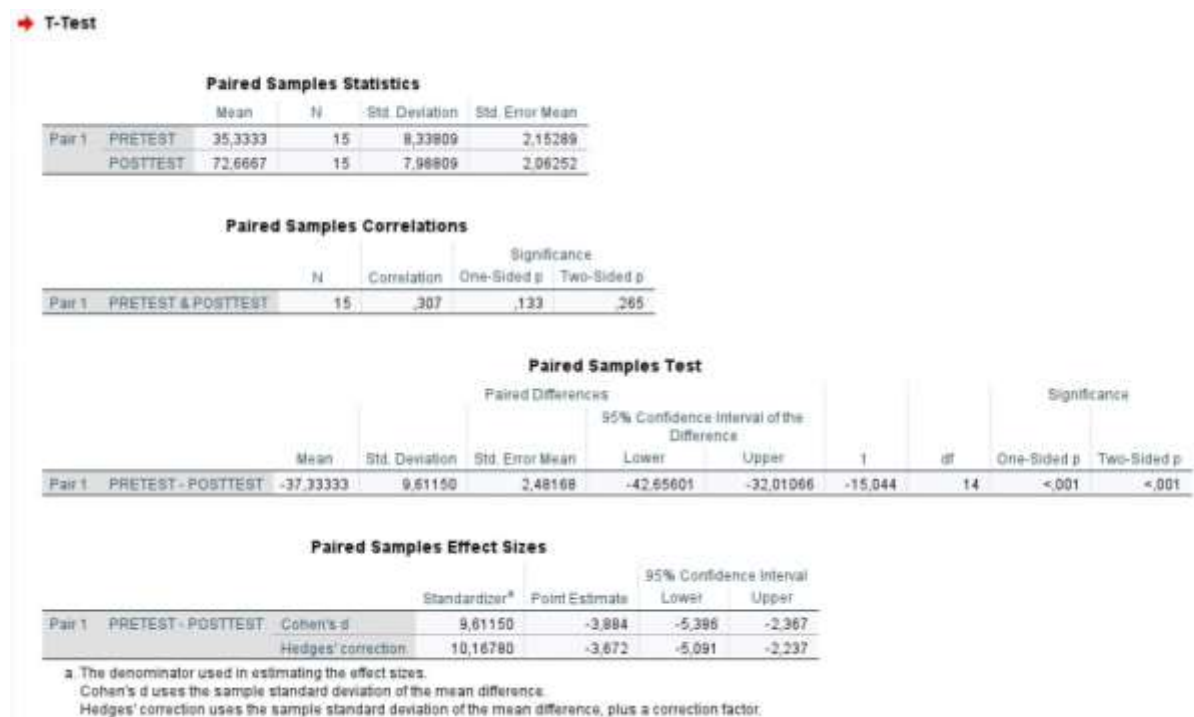 T-Test
Paired Samples Statistics
Mean N Std. Deviation Std. Error Mean
Pair 1 PRETEST 35,3333 15 8,33809 2,15289
POSTTEST 72,6667 15 7,98809 2,06252
Paired Samples Correlations
Significance
N Correlation One-Sided p Two-Sided p
Pair 1 PRETEST & POSTTEST 15 ,307 ,133 ,265
Paired Samples Test
Paired Differences Significance
95% Confidence Interval of the
Difference
Mean Std. Deviation Std. Error Mean Lower Upper t df One-Sided p Two-Sided p
Pair 1 PRETEST - POSTTEST -37,33333 9,61150 2,48168 -42,65601 -32,01066 -15,044 14 <,001 <,001
Paired Samples Effect Sizes
95% Confidence Interval
Standardizerᵃ Point Estimate Lower Upper
Pair 1 PRETEST - POSTTEST Cohen's d 9,61150 -3,884 -5,386 -2,367
Hedges' correction 10,16780 -3,672 -5,091 -2,237
a. The denominator used in estimating the effect sizes.
Cohen's d uses the sample standard deviation of the mean difference.
Hedges' correction uses the sample standard deviation of the mean difference, plus a correction factor.